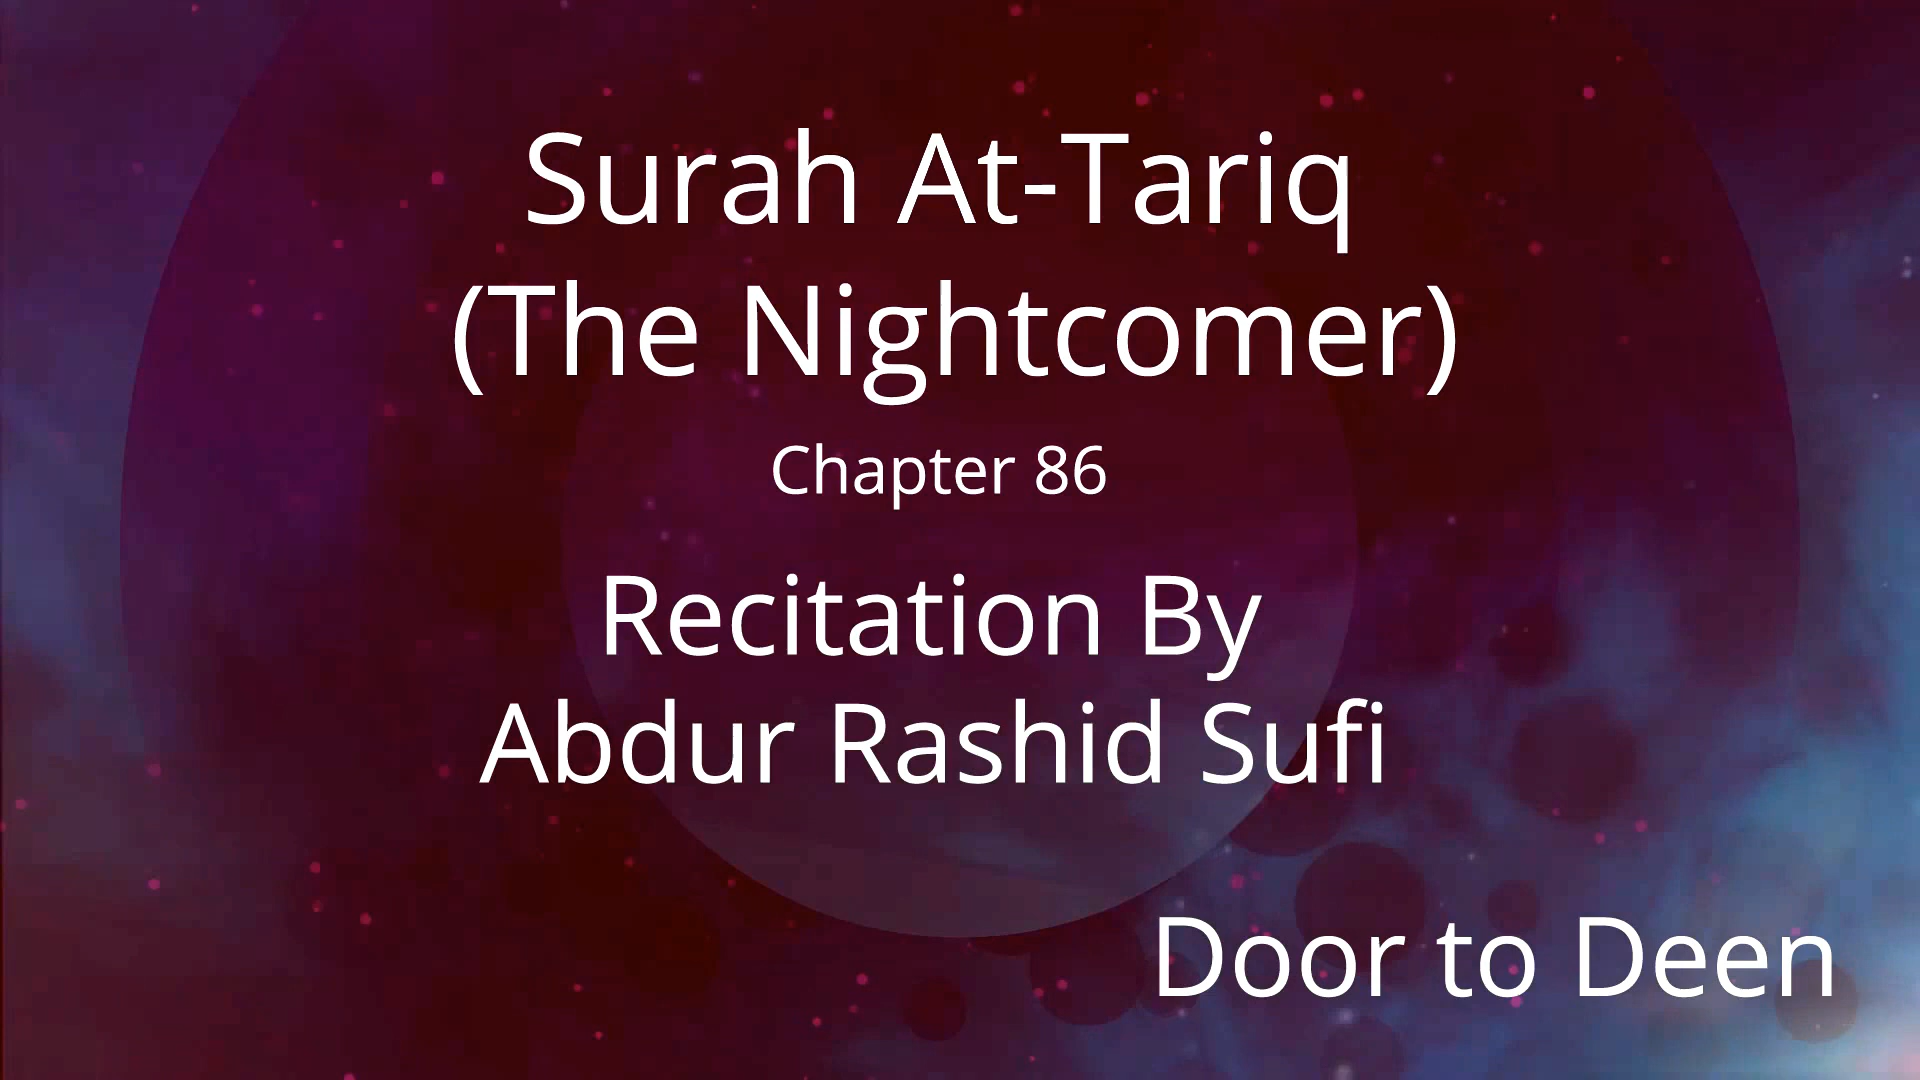 Surah At-Tariq
(The Nightcomer)
Chapter 86
Recitation By
Abdur Rashid Sufi
Door to Deen